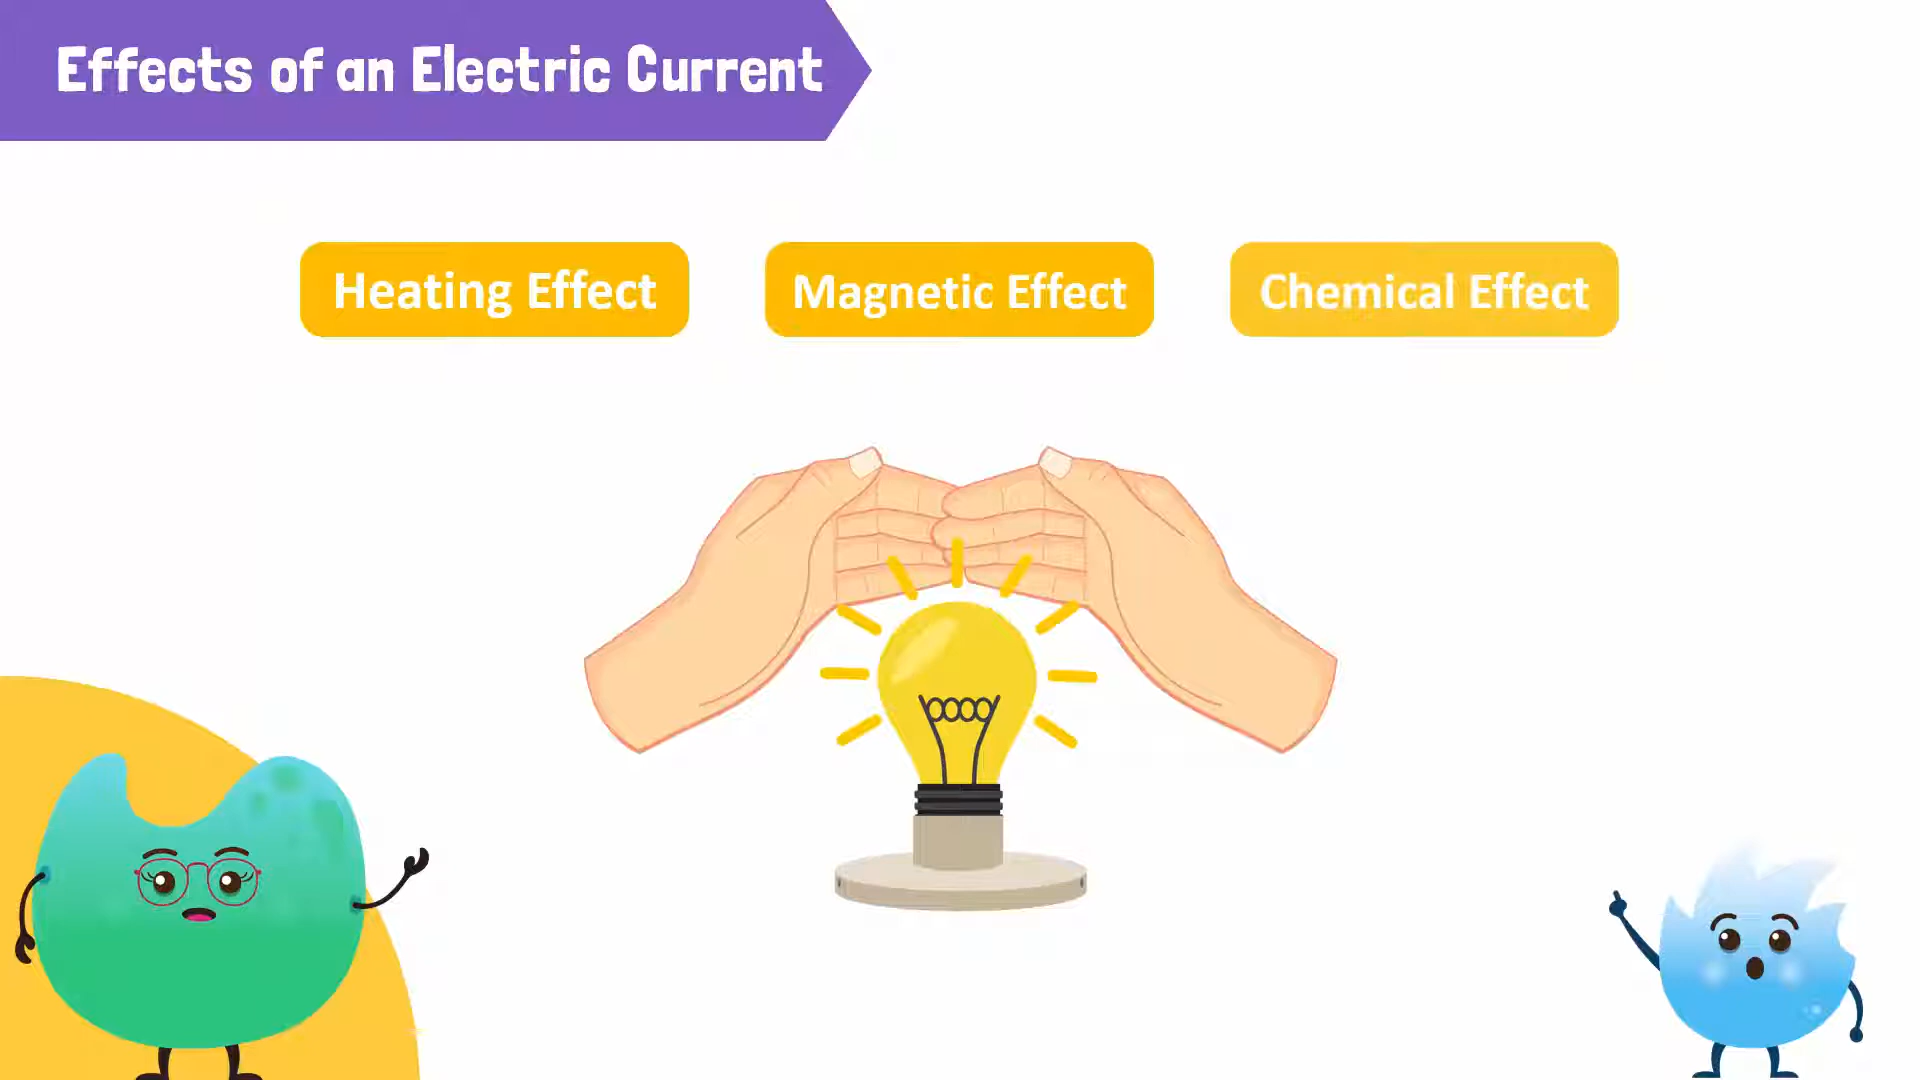 Effects of an Electric Current
Heating Effect
Magnetic Effect
Chemical Effect